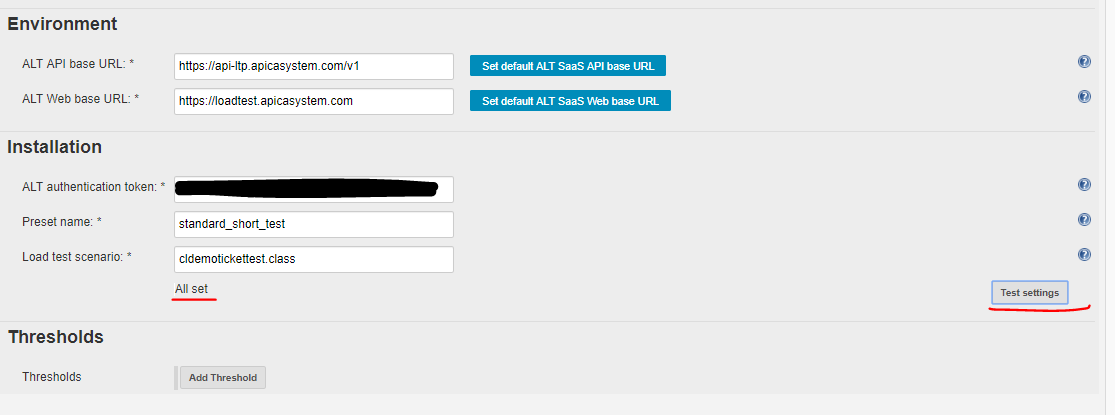 Environment
ALT API base URL: * https://api-ltp.apicasystem.com/v1 Set default ALT SaaS API base URL
ALT Web base URL: * https://loadtest.apicasystem.com Set default ALT SaaS Web base URL
Installation
ALT authentication token: *
Preset name: * standard_short_test
Load test scenario: * cldemotickettest.class
All set Test settings
Thresholds
Thresholds Add Threshold